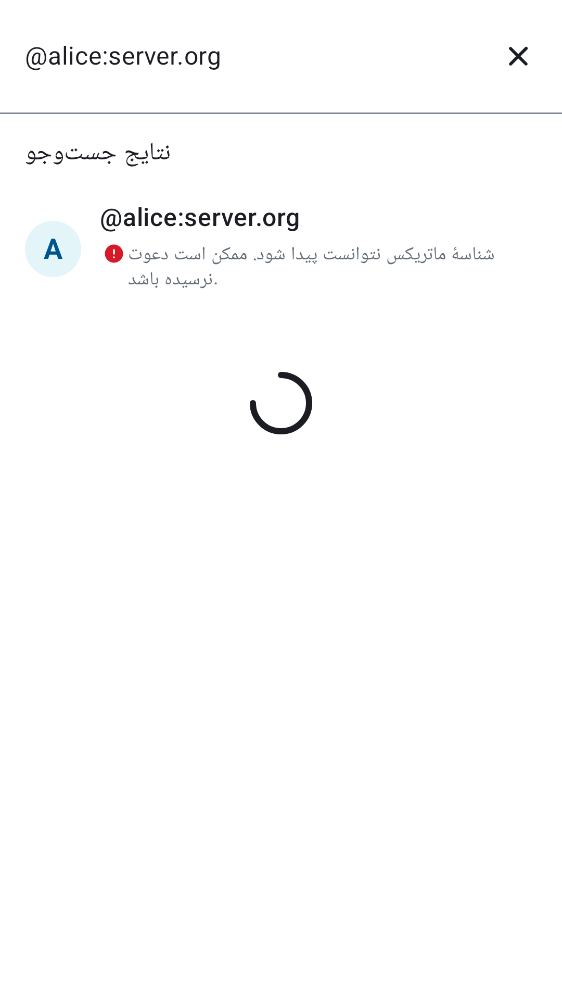 @alice:server.org
نتایج جست‌وجو
A
@alice:server.org
شناسهٔ ماتریکس نتوانست پیدا شود. ممکن است دعوت
نرسیده باشد.